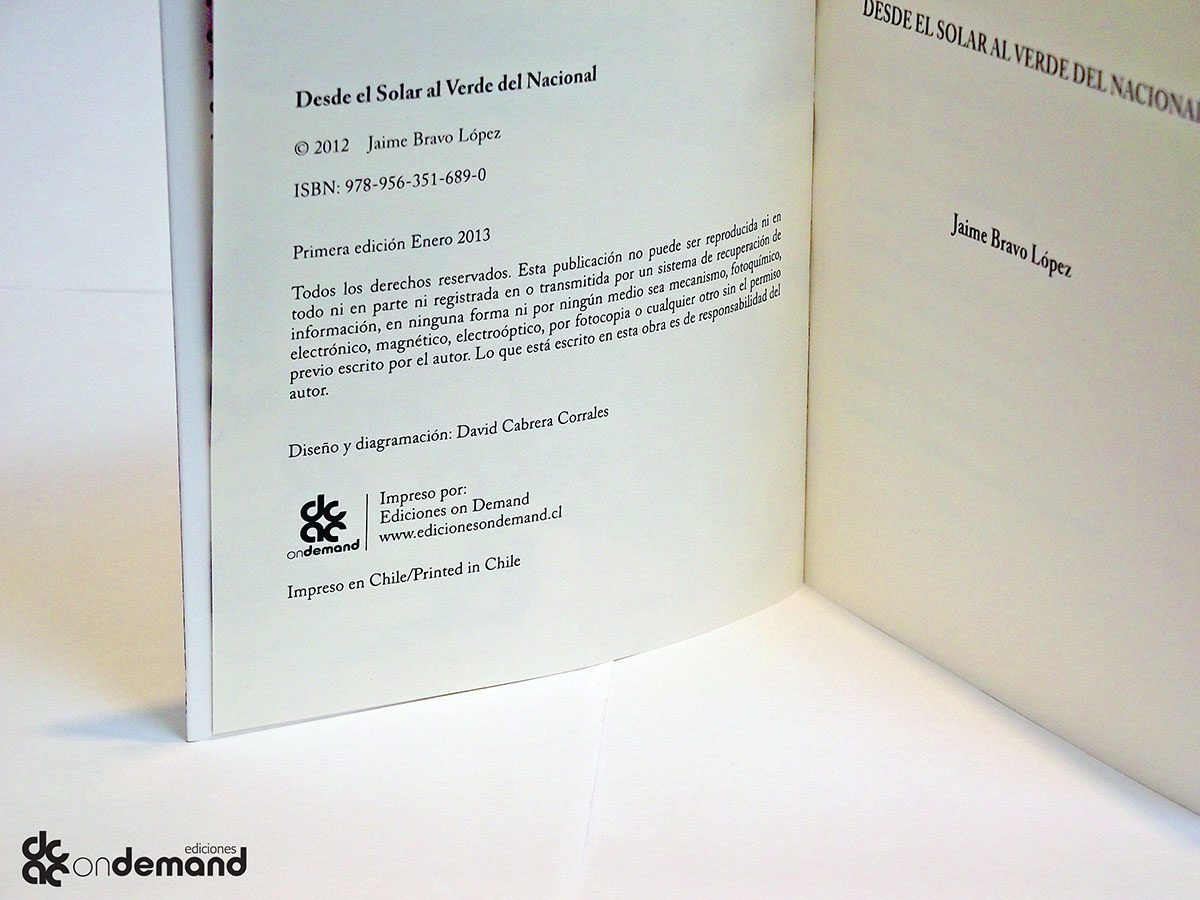 Desde el Solar al Verde del Nacional
© 2012 Jaime Bravo López
ISBN: 978-956-351-689-0
Primera edición Enero 2013
Todos los derechos reservados. Esta publicación no puede ser reproducida ni en
todo ni en parte ni registrada en o transmitida por un sistema de recuperación de
información, en ninguna forma ni por ningún medio sea mecanismo, fotoquímico,
electrónico, magnético, electroóptico, por fotocopia o cualquier otro sin el permiso
previo escrito por el autor. Lo que está escrito en esta obra es de responsabilidad del
autor.
Diseño y diagramación: David Cabrera Corrales
dc
ac
ondemand
Impreso por:
Ediciones on Demand
www.edicionesondemand.cl
Impreso en Chile/Printed in Chile
DESDE EL SOLAR AL VERDE DEL NACIONAL
Jaime Bravo López
dc
ac
ediciones
ondemand